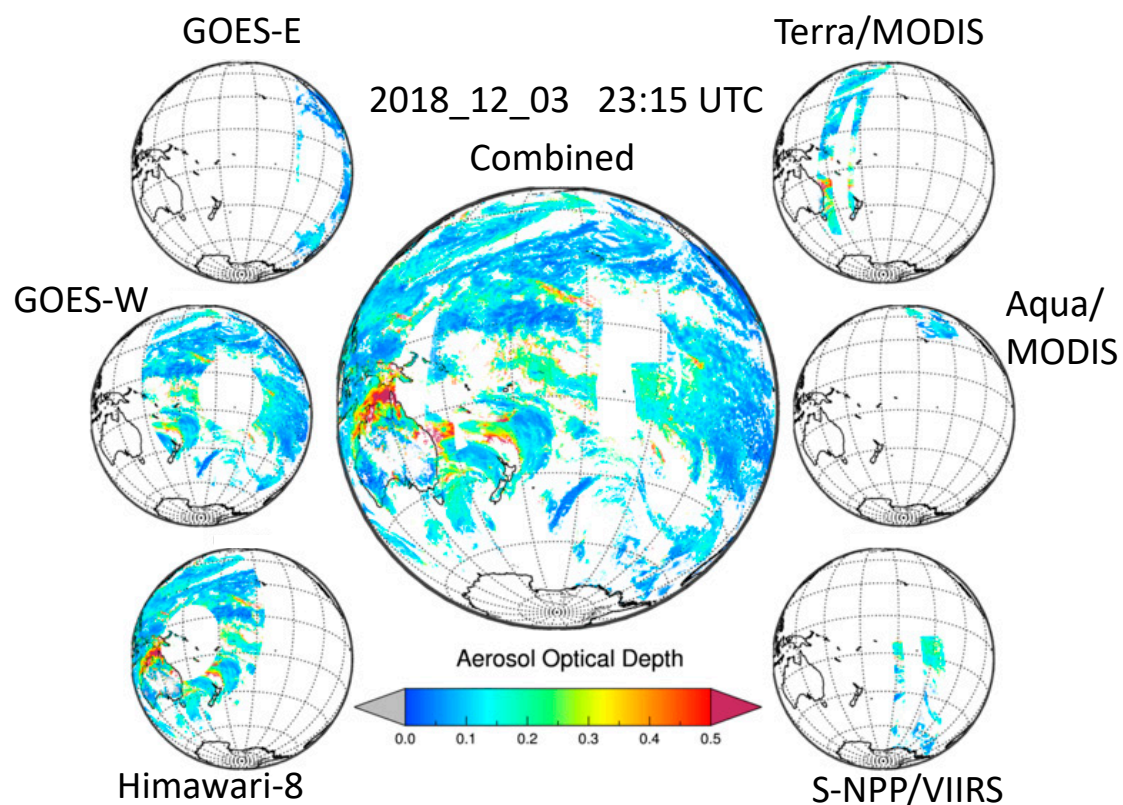 GOES-E
Terra/MODIS
2018_12_03 23:15 UTC
Combined
GOES-W
Aqua/
MODIS
Aerosol Optical Depth
0.0 0.1 0.2 0.3 0.4 0.5
Himawari-8
S-NPP/VIIRS